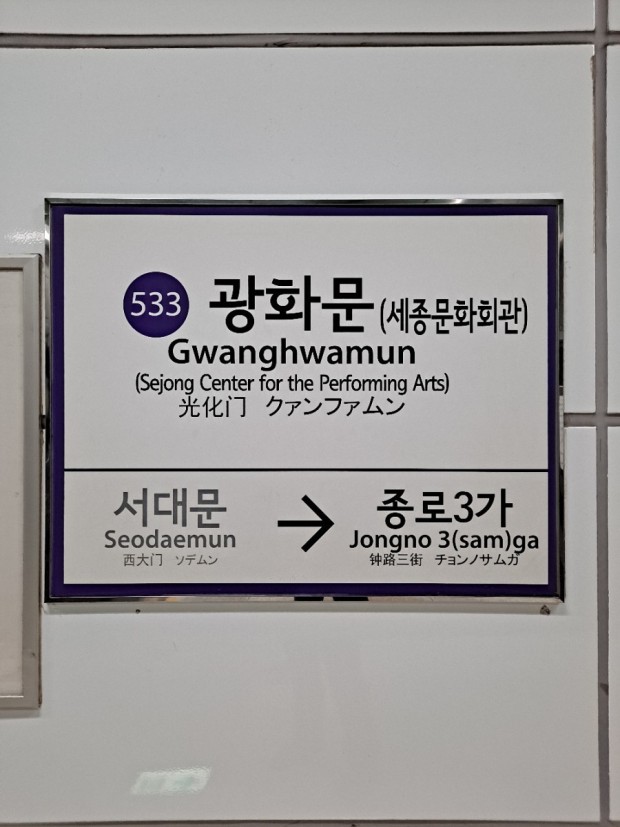 533 광화문 (세종문화회관)
Gwanghwamun
(Sejong Center for the Performing Arts)
光化门 クァンファムン
서대문 → 종로3가
Seodaemun Jongno 3(sam)ga
西大门 ソデムン 钟路三街 チョンノサムガ